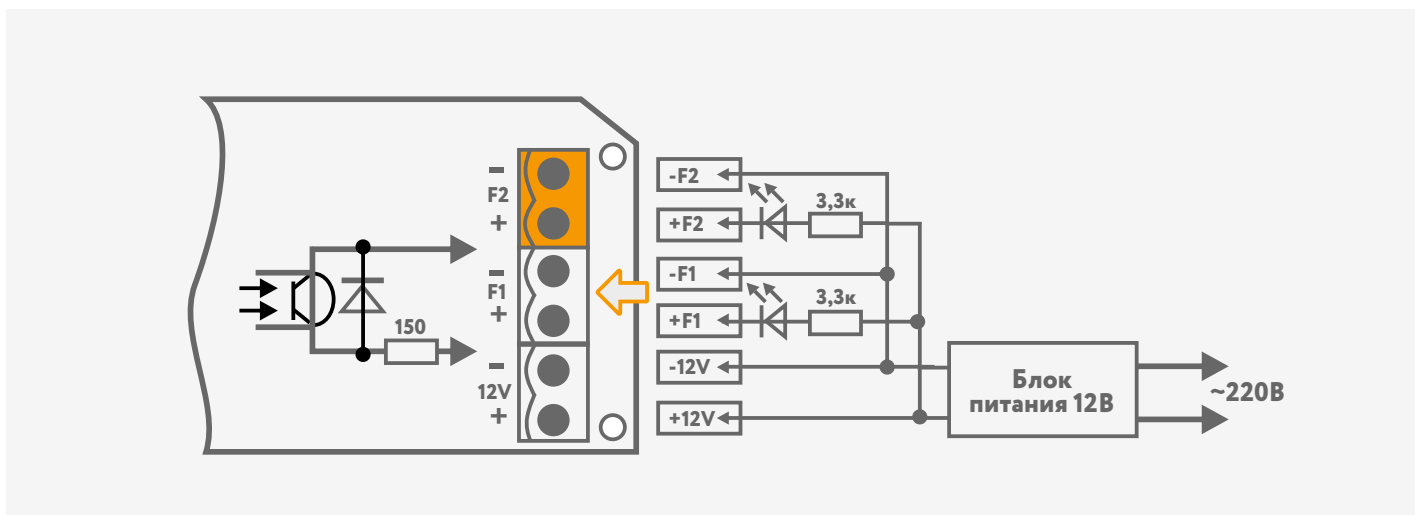 -
F2
+
-
F1
+
150
-
12V
+
-F2
3,3к
+F2
-F1
3,3к
+F1
-12V
+12V
Блок
питания 12В
~220В